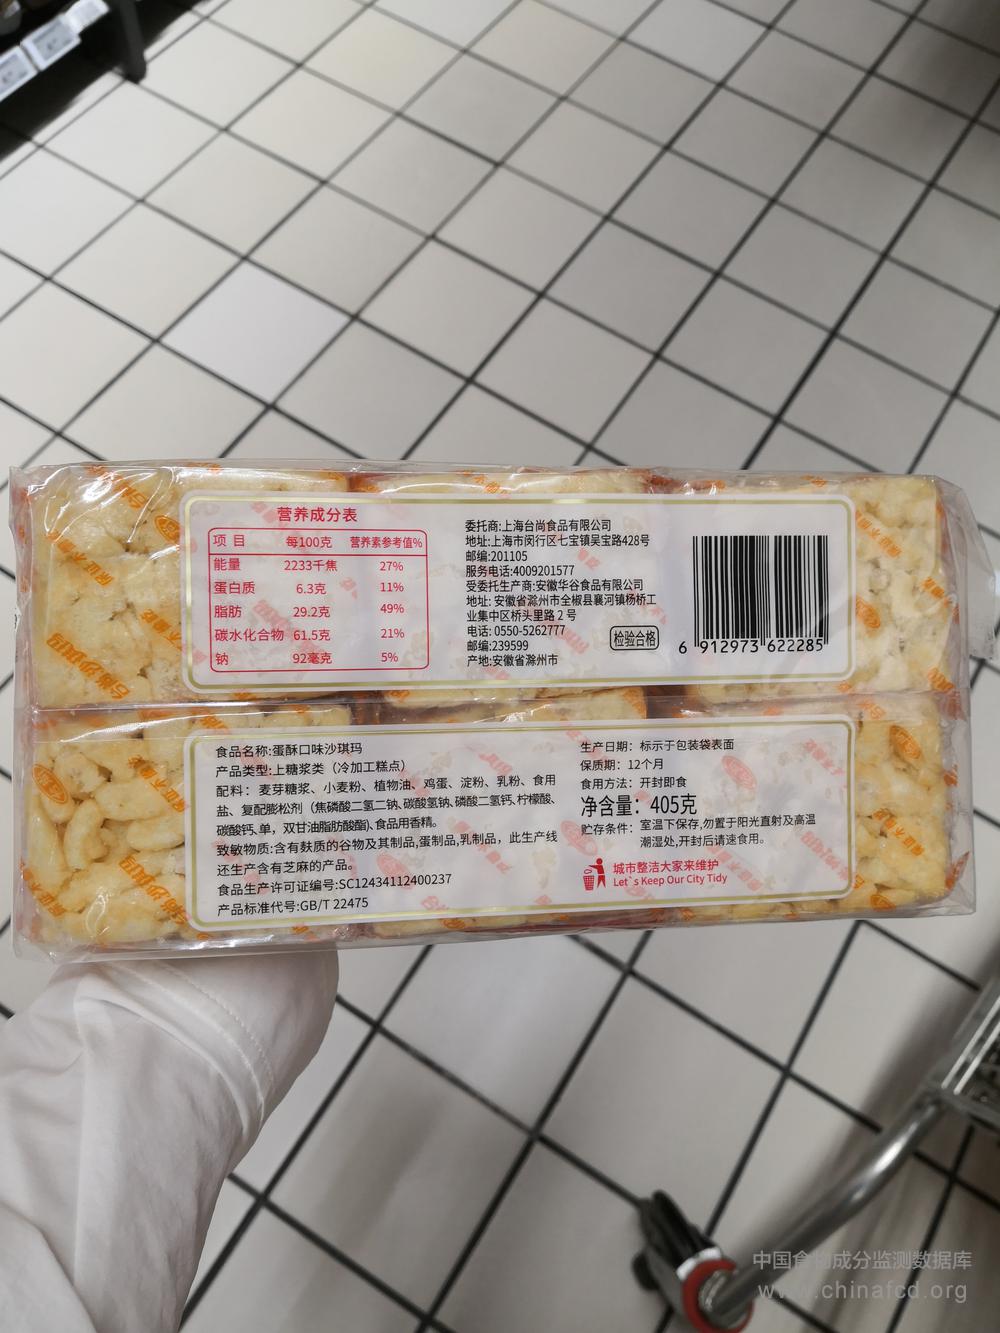 营养成分表
项 目 每100克 营养素参考值%
能量 2233千焦 27%
蛋白质 6.3克 11%
脂肪 29.2克 49%
碳水化合物 61.5克 21%
钠 92毫克 5%
委托商:上海台尚食品有限公司
地址:上海市闵行区七宝镇吴宝路428号
邮编:201105
服务电话:4009201577
受委托生产商:安徽华谷食品有限公司
地址: 安徽省滁州市全椒县襄河镇杨桥工
业集中区桥头里路 2 号
电话: 0550-5262777
邮编:239599
产地:安徽省滁州市
检验合格
6 912973 622285
食品名称:蛋酥口味沙琪玛
产品类型:上糖浆类（冷加工糕点）
配料：麦芽糖浆、小麦粉、植物油、鸡蛋、淀粉、乳粉、食用
盐、复配膨松剂（焦磷酸二氢二钠、碳酸氢钠、磷酸二氢钙、柠檬酸、
碳酸钙、单，双甘油脂肪酸酯)、食品用香精。
致敏物质:含有麸质的谷物及其制品,蛋制品,乳制品，此生产线
还生产含有芝麻的产品。
食品生产许可证编号:SC12434112400237
产品标准代号:GB/T 22475
生产日期：标示于包装袋表面
保质期：12个月
食用方法：开封即食
净含量：405克
贮存条件：室温下保存,勿置于阳光直射及高温
潮湿处,开封后请速食用。
城市整洁大家来维护
Let`s Keep Our City Tidy
中国食物成分监测数据库
www.chinafcd.org